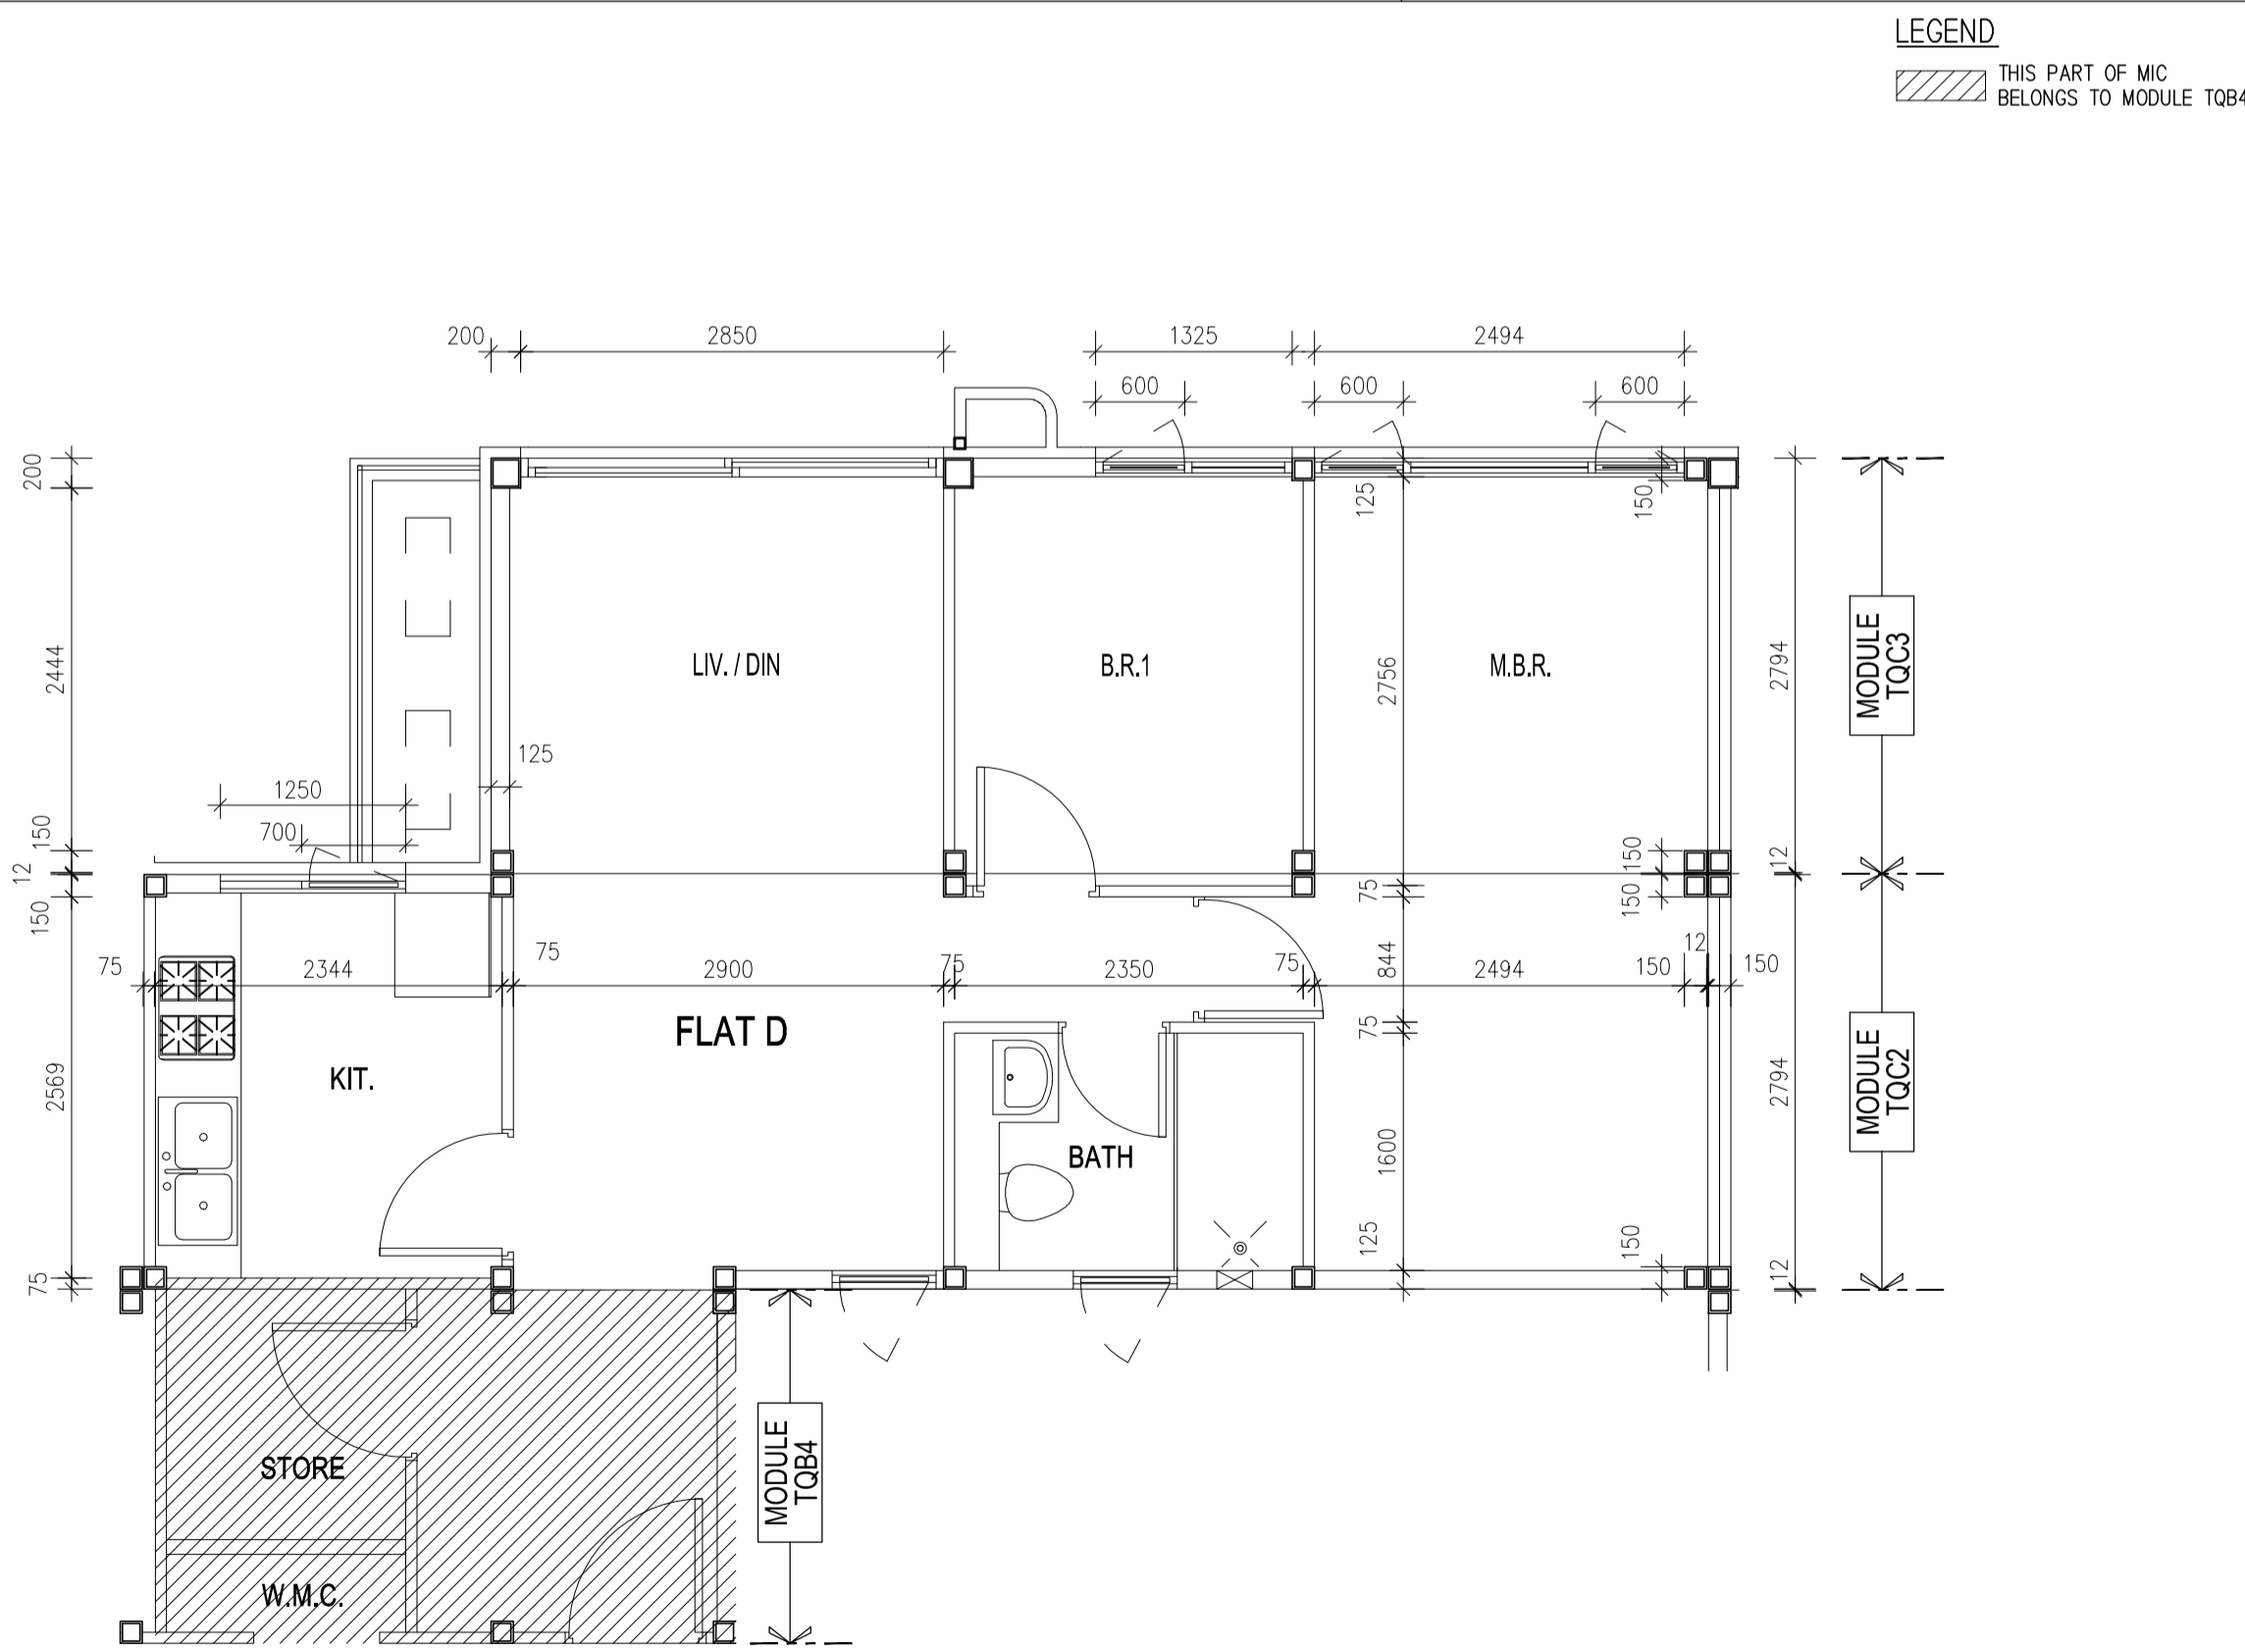 LEGEND
THIS PART OF MIC
BELONGS TO MODULE TQB4
200
2850
1325
2494
600
600
600
200
125
150
2444
LIV. / DIN
B.R.1
M.B.R.
2756
2794
MODULE
TQC3
125
1250
700
150
12
150
12
150
75
150
75
2344
75
2900
75
2350
75
844
2494
150
12
150
FLAT D
75
KIT.
2569
BATH
1600
2794
MODULE
TQC2
125
150
75
12
STORE
MODULE
TQB4
W.M.C.